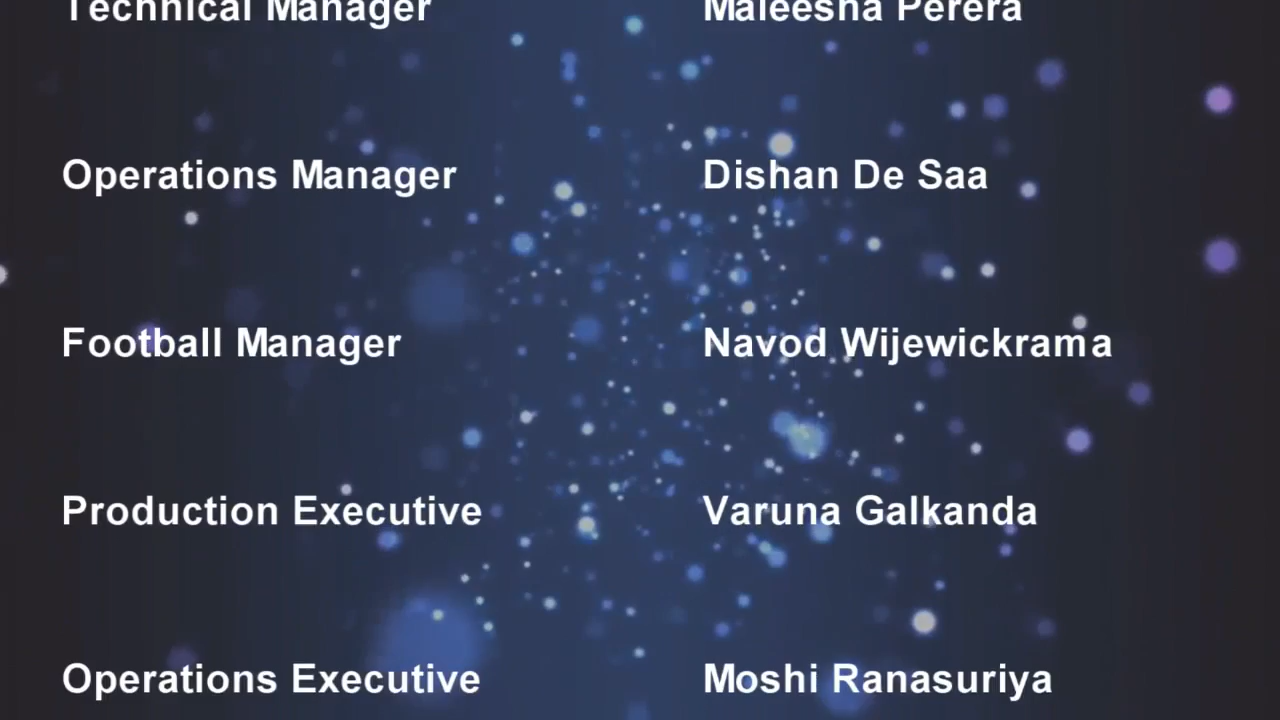 Technical Manager Maleesha Perera
Operations Manager Dishan De Saa
Football Manager Navod Wijewickrama
Production Executive Varuna Galkanda
Operations Executive Moshi Ranasuriya